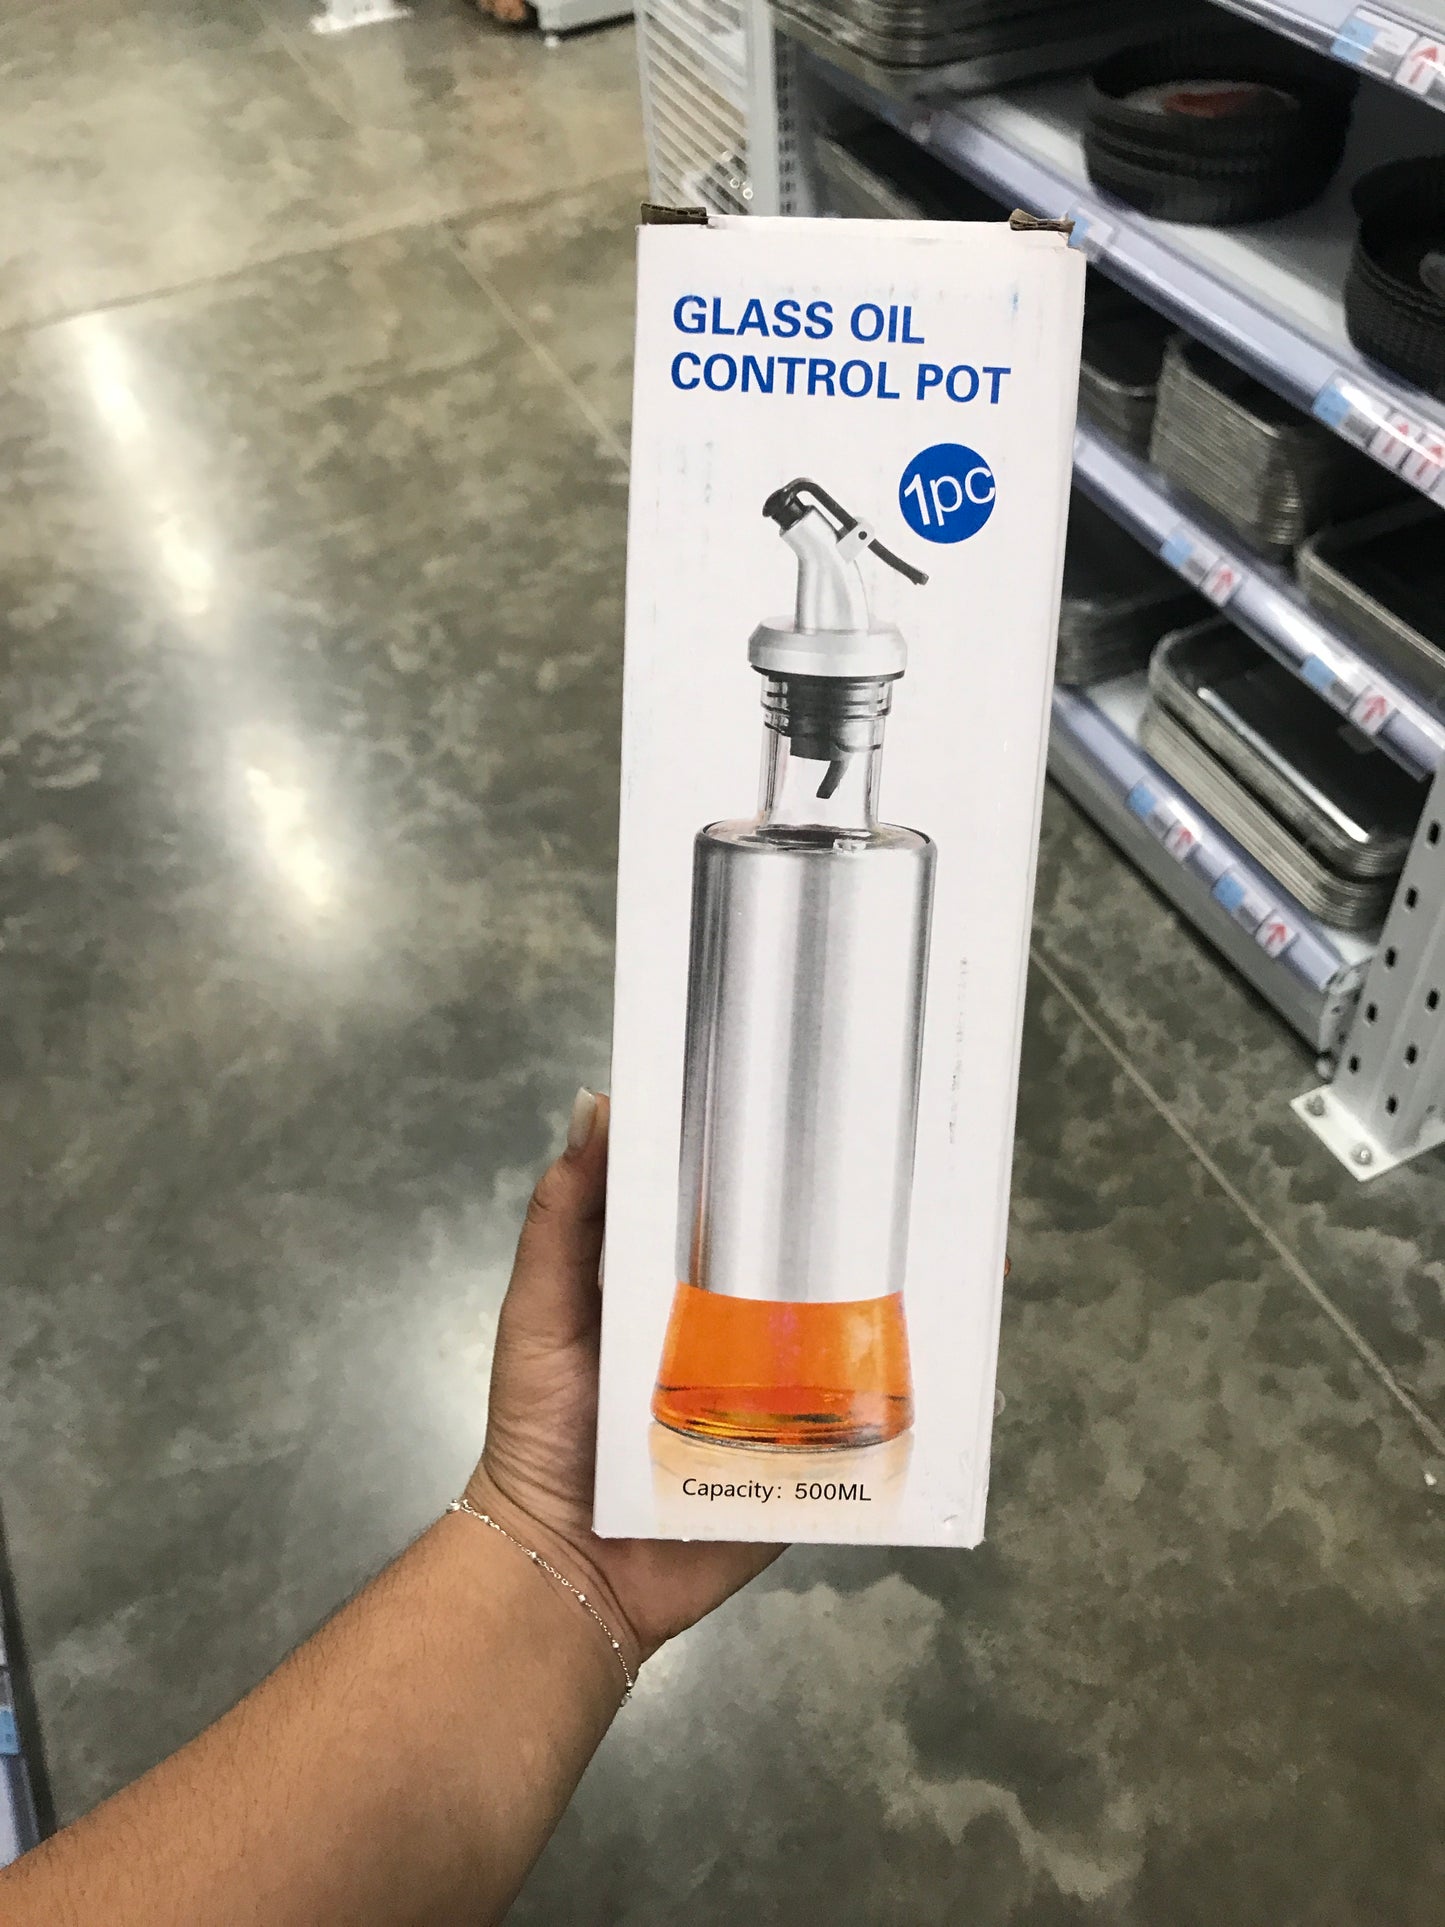 GLASS OIL
CONTROL POT
1pc
Capacity: 500ML